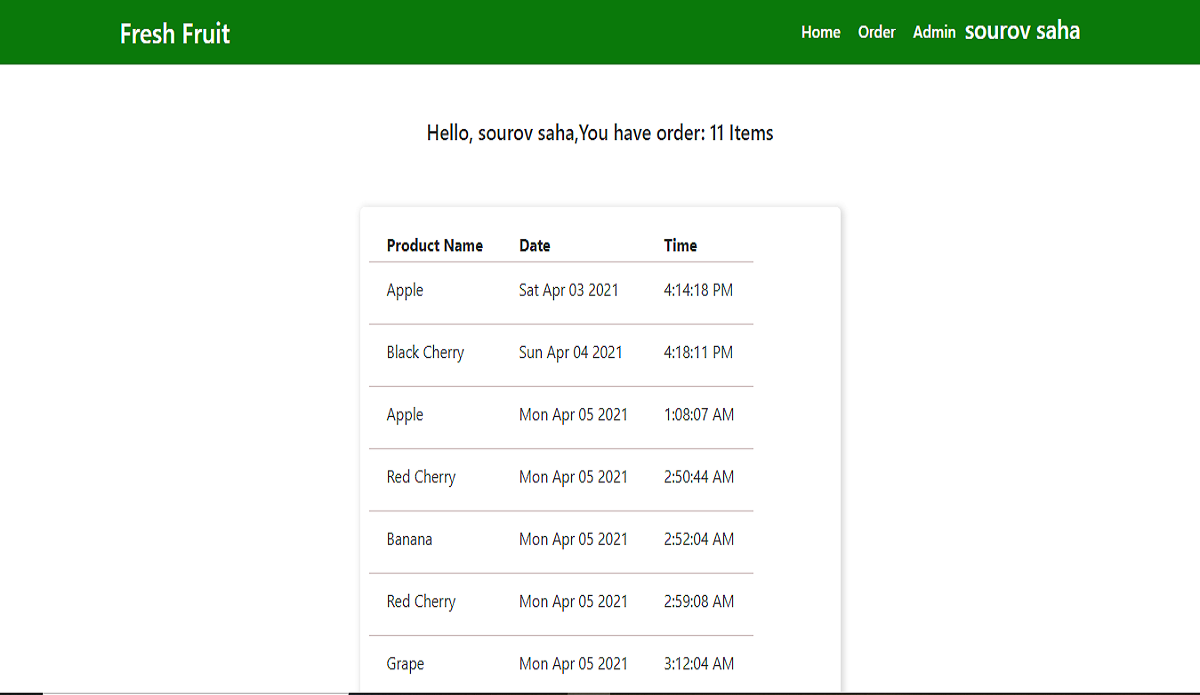 Fresh Fruit Home Order Admin sourov saha
Hello, sourov saha,You have order: 11 Items
Product Name Date Time
Apple Sat Apr 03 2021 4:14:18 PM
Black Cherry Sun Apr 04 2021 4:18:11 PM
Apple Mon Apr 05 2021 1:08:07 AM
Red Cherry Mon Apr 05 2021 2:50:44 AM
Banana Mon Apr 05 2021 2:52:04 AM
Red Cherry Mon Apr 05 2021 2:59:08 AM
Grape Mon Apr 05 2021 3:12:04 AM